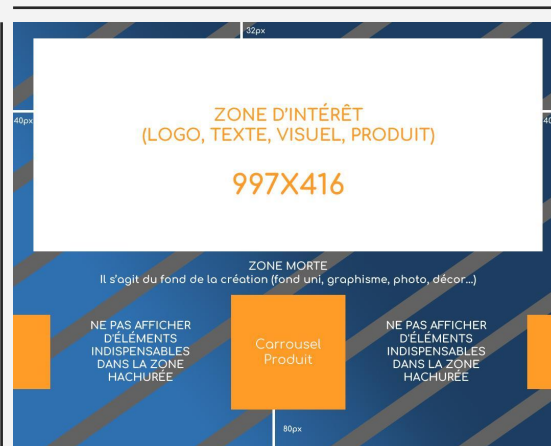 32px
ZONE D'INTÉRÊT
(LOGO, TEXTE, VISUEL, PRODUIT)
40px
40
997X416
ZONE MORTE
Il s'agit du fond de la création (fond uni, graphisme, photo, décor...)
NE PAS AFFICHER
D'ÉLÉMENTS
INDISPENSABLES
DANS LA ZONE
HACHURÉE
Carrousel
Produit
NE PAS AFFICHER
D'ÉLÉMENTS
INDISPENSABLES
DANS LA ZONE
HACHURÉE
80px